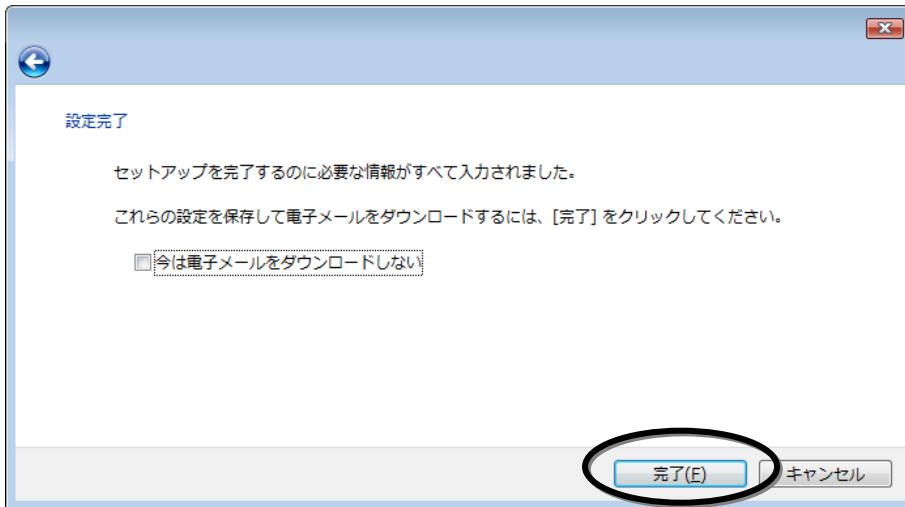 設定完了
セットアップを完了するのに必要な情報がすべて入力されました。
これらの設定を保存して電子メールをダウンロードするには、[完了] をクリックしてください。
今は電子メールをダウンロードしない
完了(F) キャンセル